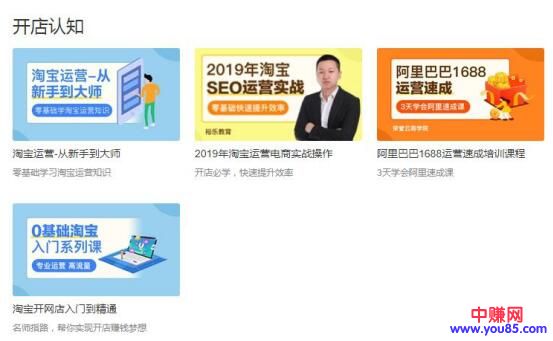 开店认知
淘宝运营-从
新手到大师
零基础学淘宝运营知识
淘宝运营-从新手到大师
零基础学习淘宝运营知识
2019年淘宝
SEO运营实战
零基础快速提升效率
裕乐教育
2019年淘宝运营电商实战操作
开店必学，快速提升效率
阿里巴巴1688
运营速成
3天学会阿里速成课
阿里巴巴1688运营速成培训课程
3天学会阿里速成课
0基础淘宝
入门系列课
专业运营 高流量
淘宝开网店入门到精通
名师指路，帮你实现开店赚钱梦想
中赚网
www.you85.com